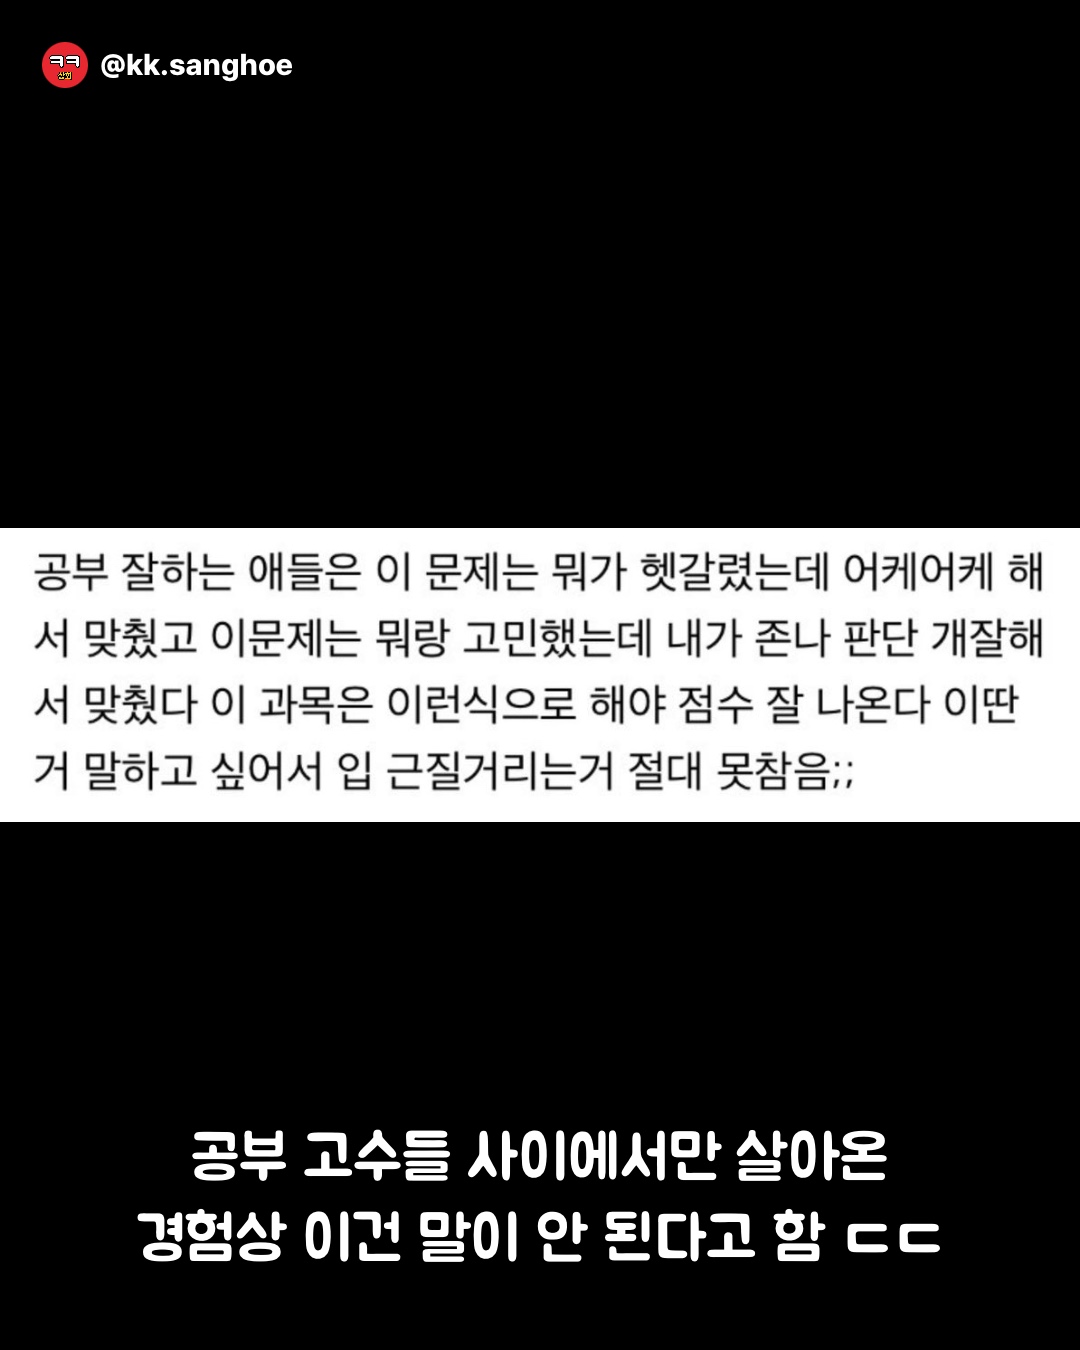 ㅋㅋ
상회
@kk.sanghoe
공부 잘하는 애들은 이 문제는 뭐가 헷갈렸는데 어케어케 해
서 맞췄고 이문제는 뭐랑 고민했는데 내가 존나 판단 개잘해
서 맞췄다 이 과목은 이런식으로 해야 점수 잘 나온다 이딴
거 말하고 싶어서 입 근질거리는거 절대 못참음;;
공부 고수들 사이에서만 살아온
경험상 이건 말이 안 된다고 함 ㄷㄷ